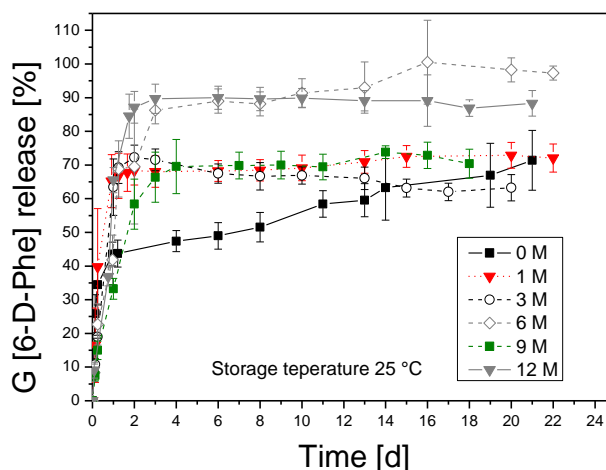 G [6-D-Phe] release [%]
110
100
90
80
70
60
50
40
30
20
10
0
0 M
1 M
3 M
6 M
9 M
12 M
Storage teperature 25 °C
0 2 4 6 8 10 12 14 16 18 20 22 24
Time [d]